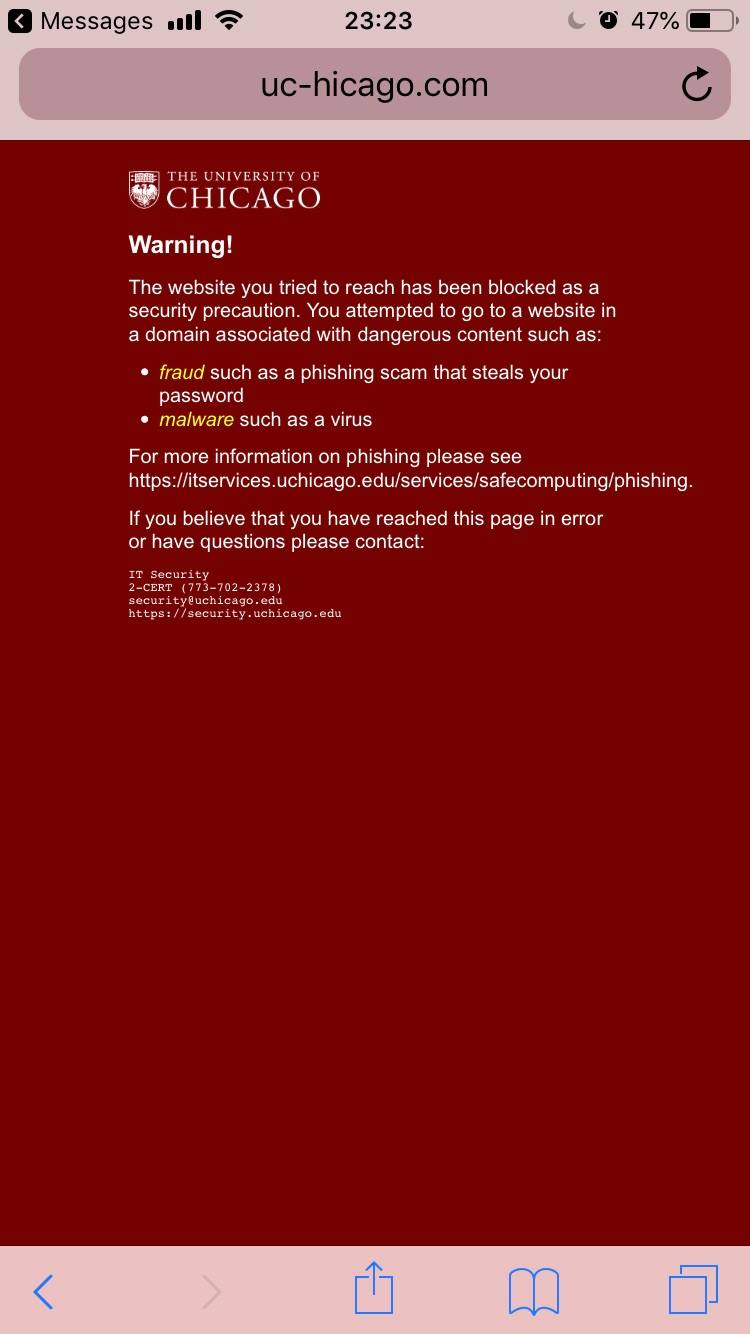 Messages 23:23 47%
uc-hicago.com
THE UNIVERSITY OF
CHICAGO
Warning!
The website you tried to reach has been blocked as a
security precaution. You attempted to go to a website in
a domain associated with dangerous content such as:
• fraud such as a phishing scam that steals your
password
• malware such as a virus
For more information on phishing please see
https://itservices.uchicago.edu/services/safecomputing/phishing.
If you believe that you have reached this page in error
or have questions please contact:
IT Security
2-CERT (773-702-2378)
security@uchicago.edu
https://security.uchicago.edu